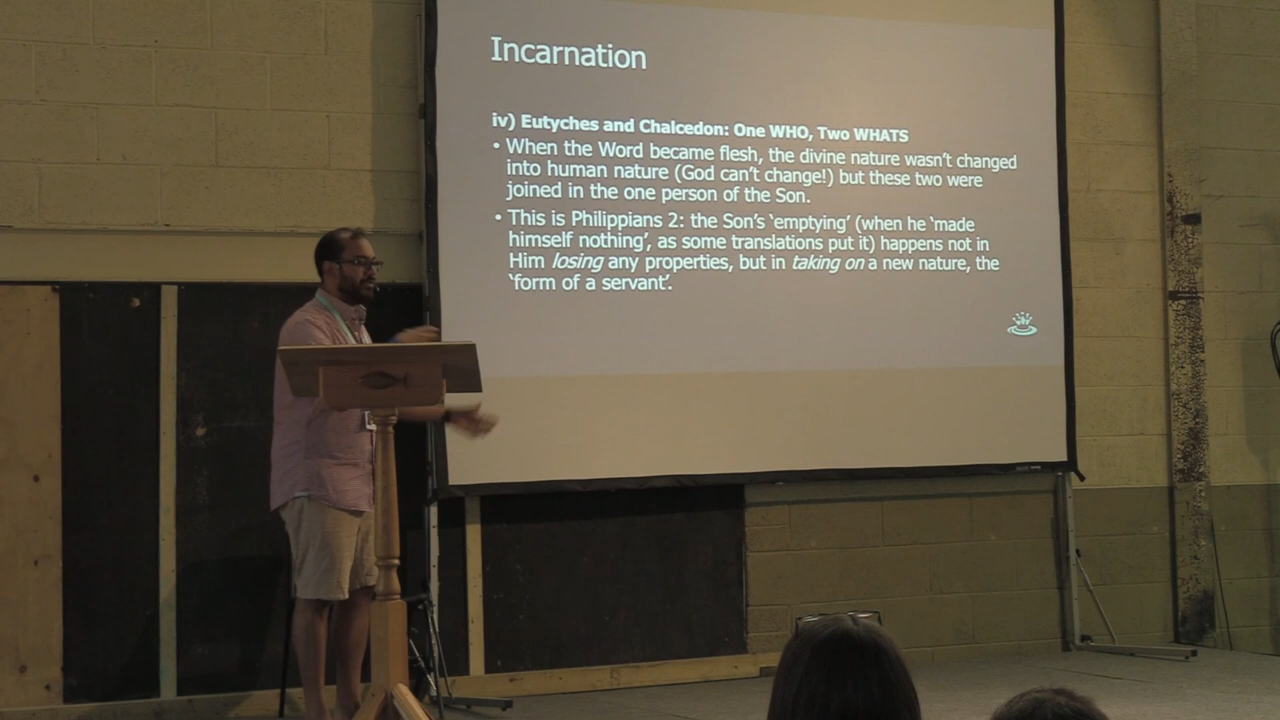 Incarnation
iv) Eutyches and Chalcedon: One WHO, Two WHATS
• When the Word became flesh, the divine nature wasn't changed
into human nature (God can't change!) but these two were
joined in the one person of the Son.
• This is Philippians 2: the Son's 'emptying' (when he 'made
himself nothing', as some translations put it) happens not in
Him losing any properties, but in taking on a new nature, the
'form of a servant'.